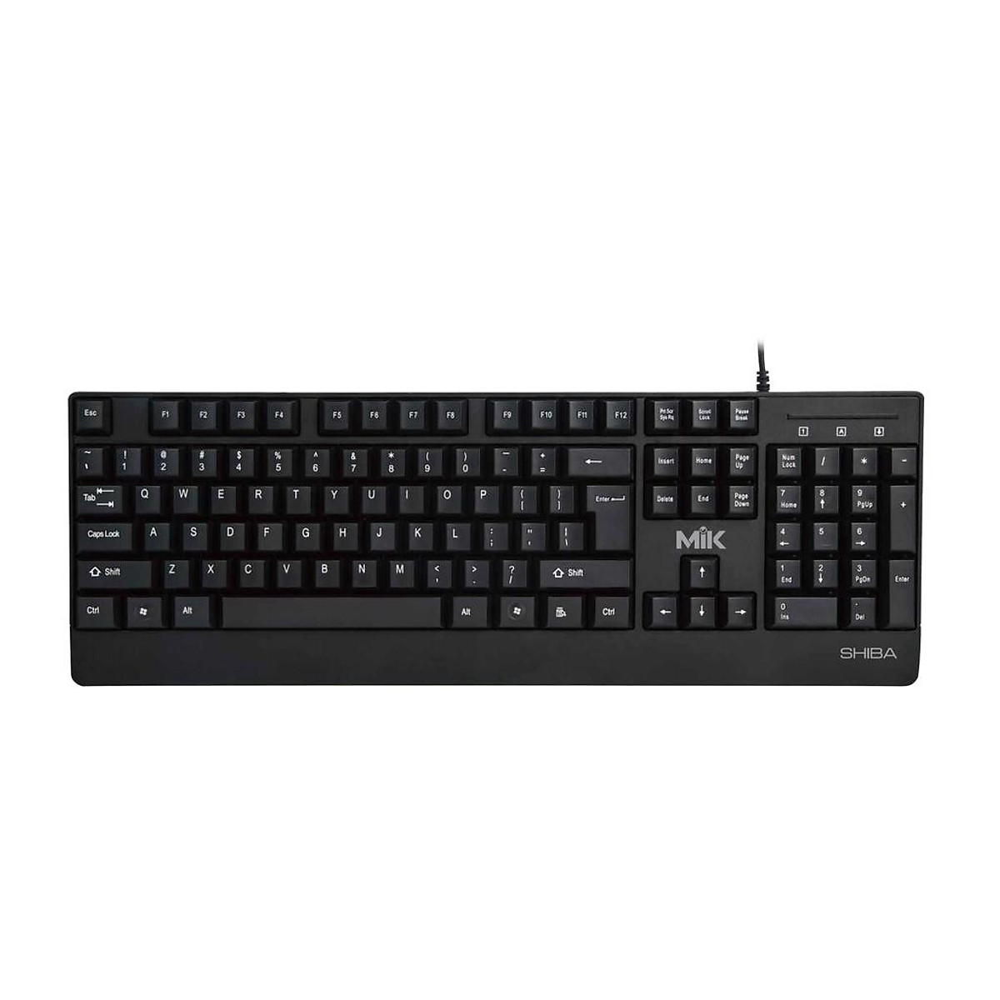 Esc F1 F2 F3 F4 F5 F6 F7 F8 F9 F10 F11 F12 Prt Scr Sys Rq Scroll Lock Pause Break
1 A
~ ` ! 1 @ 2 # 3 $ 4 % 5 ^ 6 & 7 * 8 ( 9 ) 0 - + = ← Insert Home Page Up Num Lock / * -
Tab Q W E R T Y U I O P { [ } ] Enter Delete End Page Down 7 Home 8 ↑ 9 PgUp +
Caps Lock A S D F G H J K L : ; " ' | \ MiK 4 ← 5 6 →
Shift Z X C V B N M < , > . ? / Shift ↑ 1 End 2 ↓ 3 PgDn Enter
Ctrl Alt Alt Ctrl ← ↓ → 0 Ins . Del
SHIBA